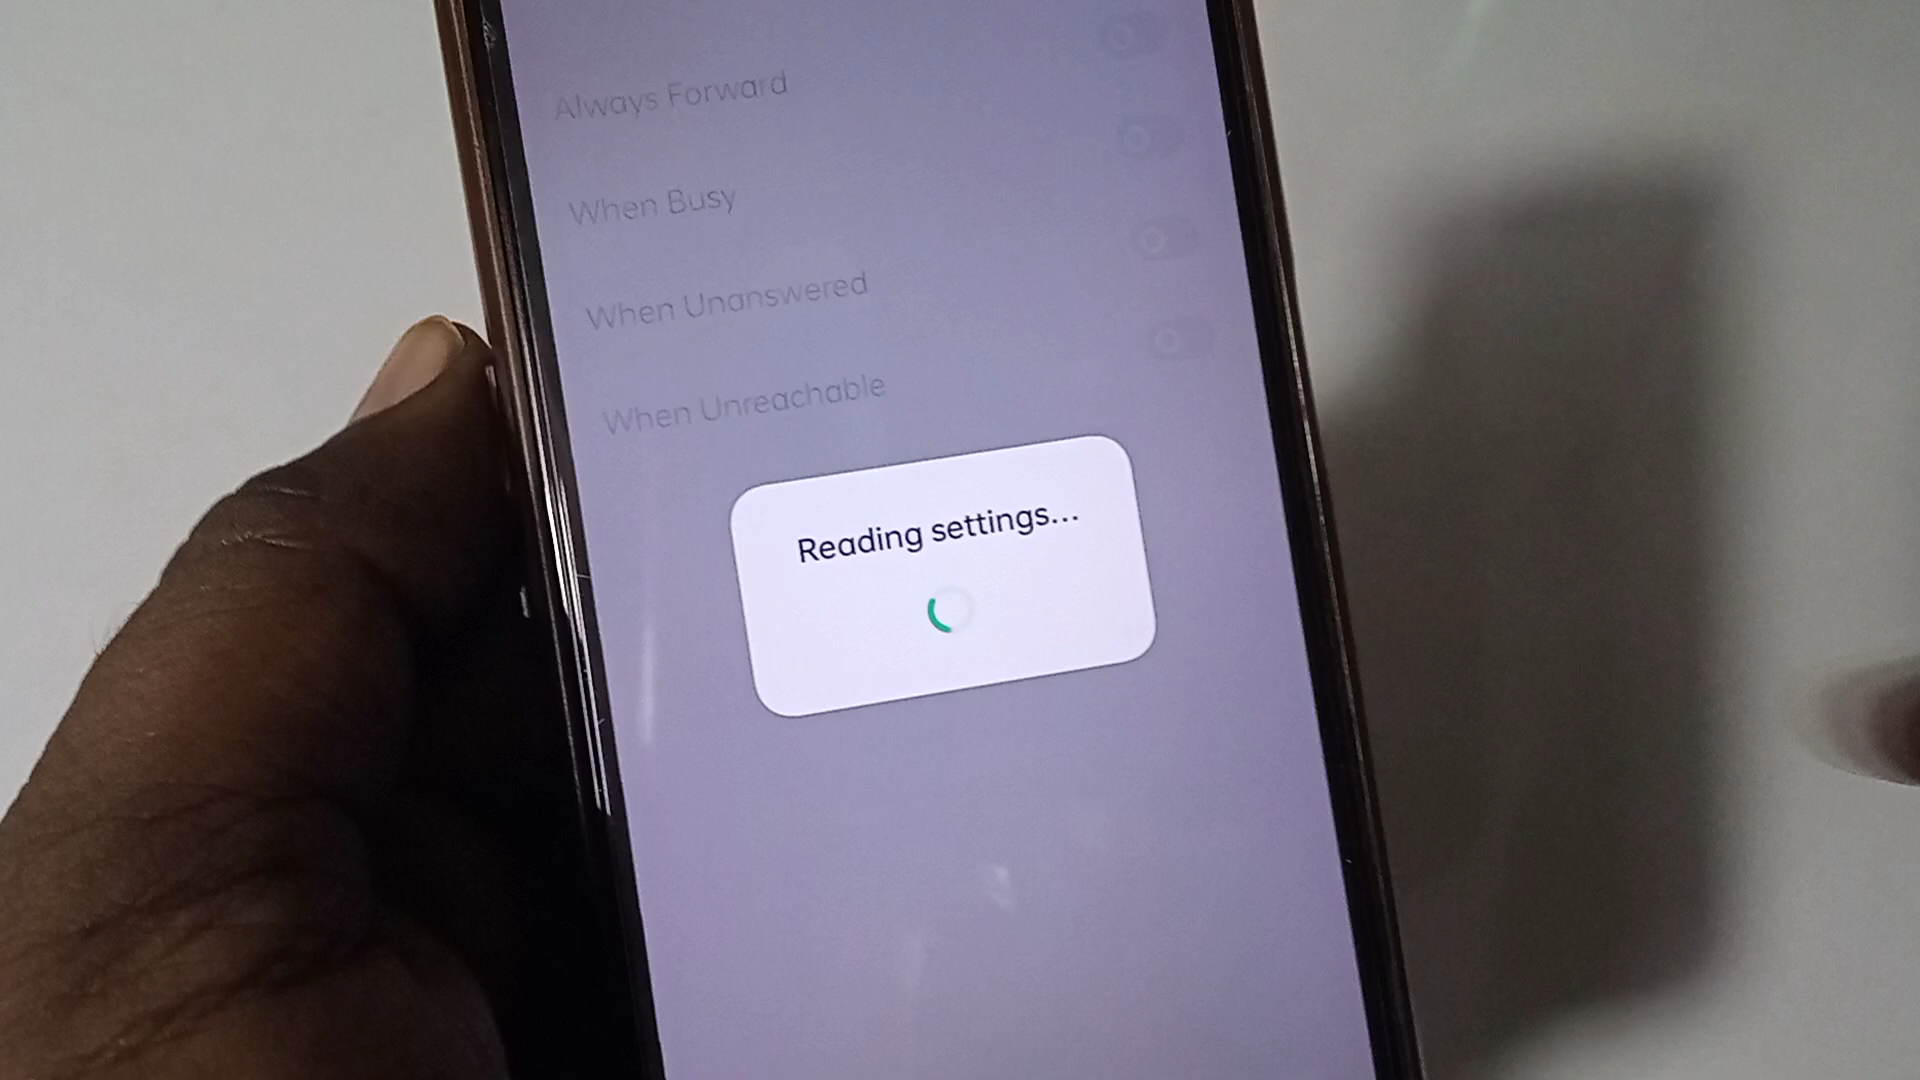 Always Forward
When Busy
When Unanswered
When Unreachable
Reading settings...